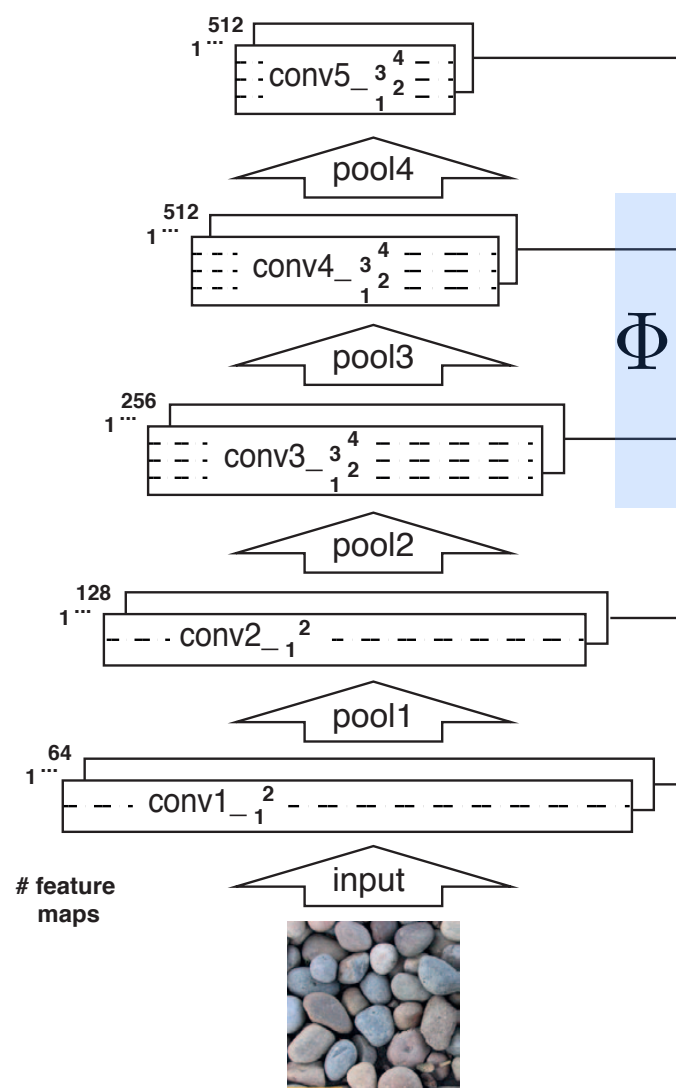 512
1...
conv5_ 1 2 3 4
pool4
512
1...
conv4_ 1 2 3 4
Φ
pool3
256
1...
conv3_ 1 2 3 4
pool2
128
1...
conv2_ 1 2
pool1
64
1...
conv1_ 1 2
# feature
maps
input